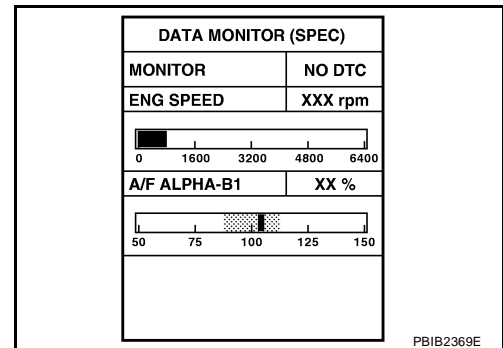 DATA MONITOR (SPEC)
MONITOR NO DTC
ENG SPEED XXX rpm
0 1600 3200 4800 6400
A/F ALPHA-B1 XX %
50 75 100 125 150
PBIB2369E